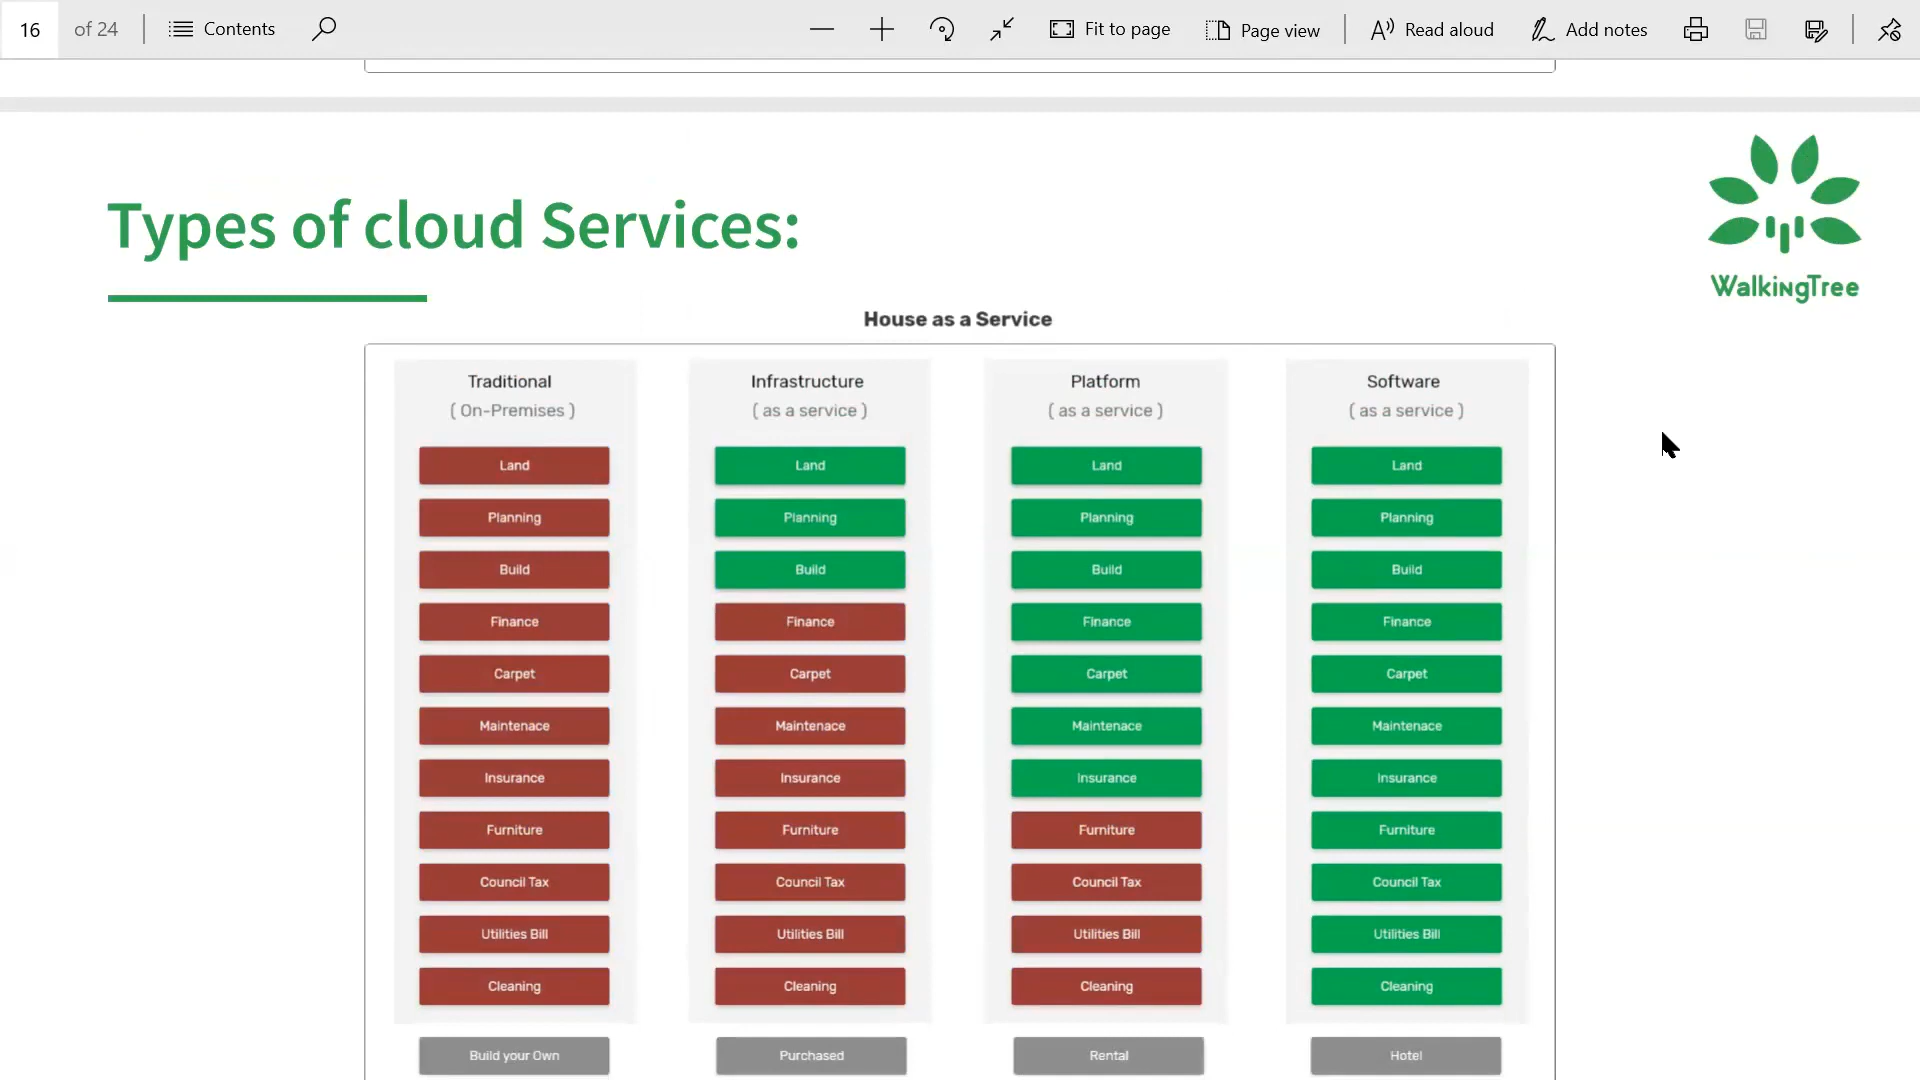 16 of 24 Contents Fit to page Page view Read aloud Add notes
Types of cloud Services:
WalkingTree
House as a Service
Traditional Infrastructure Platform Software
( On-Premises ) ( as a service ) ( as a service ) ( as a service )
Land Land Land Land
Planning Planning Planning Planning
Build Build Build Build
Finance Finance Finance Finance
Carpet Carpet Carpet Carpet
Maintenace Maintenace Maintenace Maintenace
Insurance Insurance Insurance Insurance
Furniture Furniture Furniture Furniture
Council Tax Council Tax Council Tax Council Tax
Utilities Bill Utilities Bill Utilities Bill Utilities Bill
Cleaning Cleaning Cleaning Cleaning
Build your Own Purchased Rental Hotel